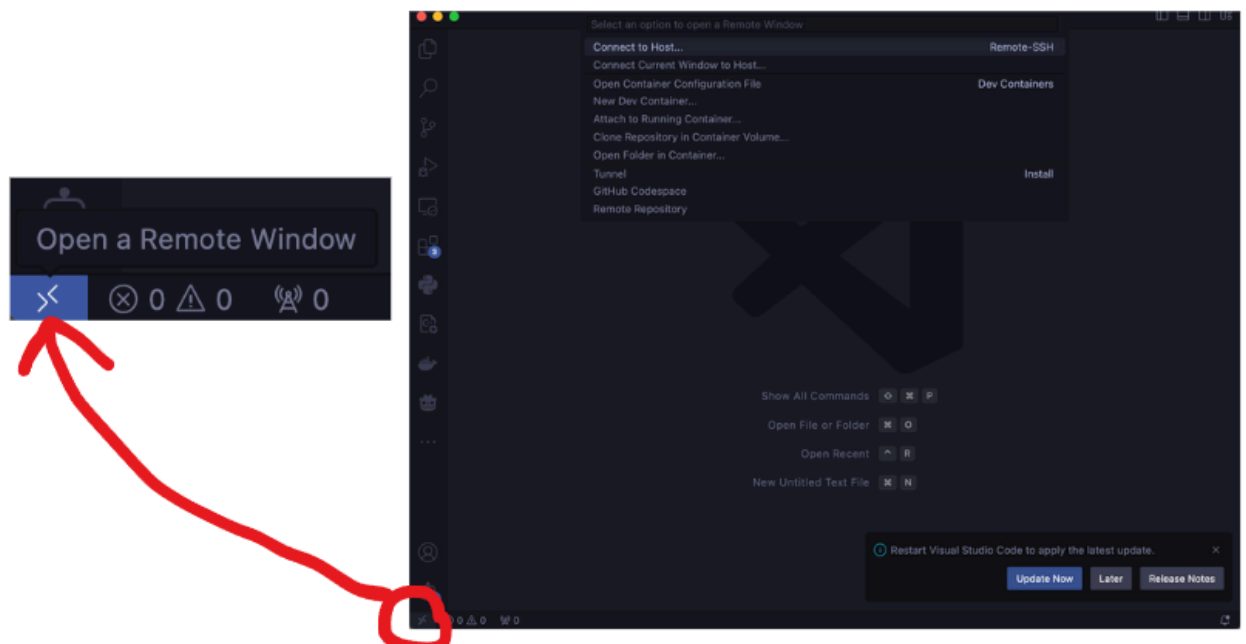 Open a Remote Window
0 0 0
Select an option to open a Remote Window
Connect to Host... Remote-SSH
Connect Current Window to Host...
Open Container Configuration File Dev Containers
New Dev Container...
Attach to Running Container...
Clone Repository in Container Volume...
Open Folder in Container...
Tunnel Install
GitHub Codespace
Remote Repository
3
Show All Commands ⇧ ⌘ P
Open File or Folder ⌘ O
Open Recent ^ R
New Untitled Text File ⌘ N
Restart Visual Studio Code to apply the latest update.
Update Now Later Release Notes
0 0 0